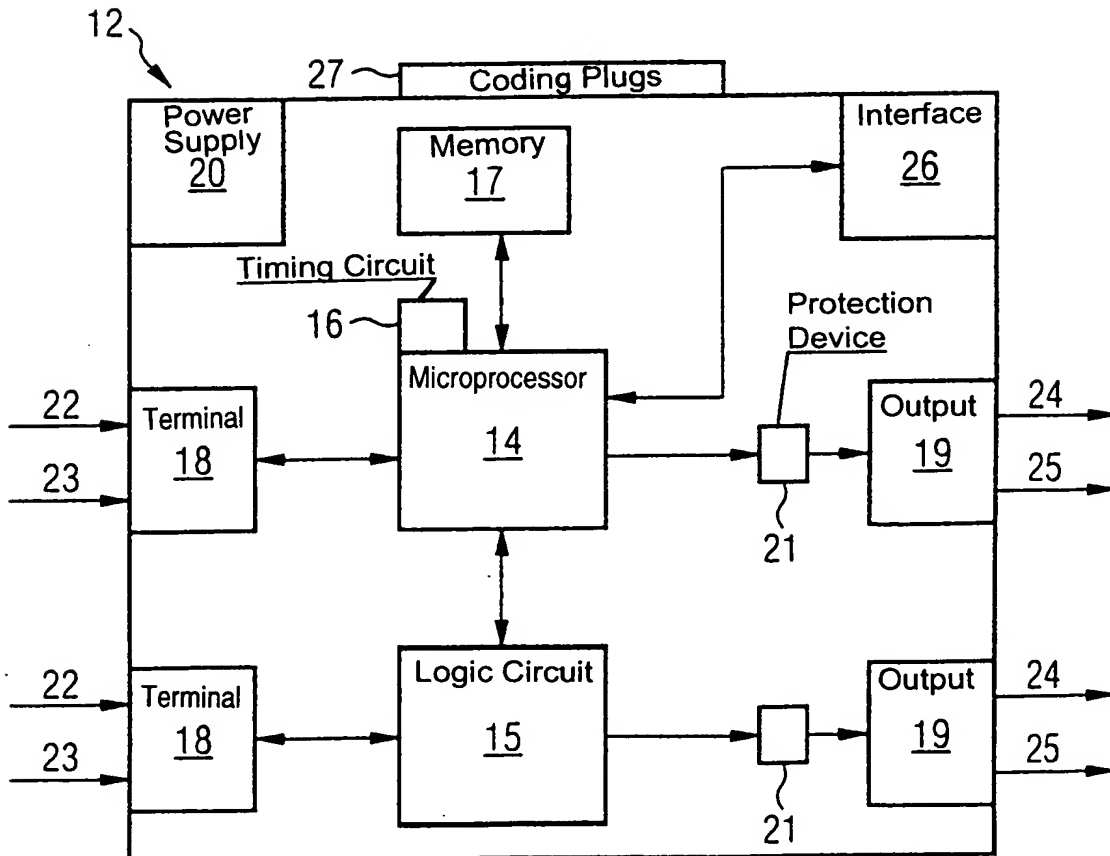 12
27
Coding Plugs
Power
Supply
20
Memory
17
Interface
26
Timing Circuit
16
Protection
Device
Microprocessor
14
22
23
Terminal
18
21
Output
19
24
25
22
23
Terminal
18
Logic Circuit
15
21
Output
19
24
25